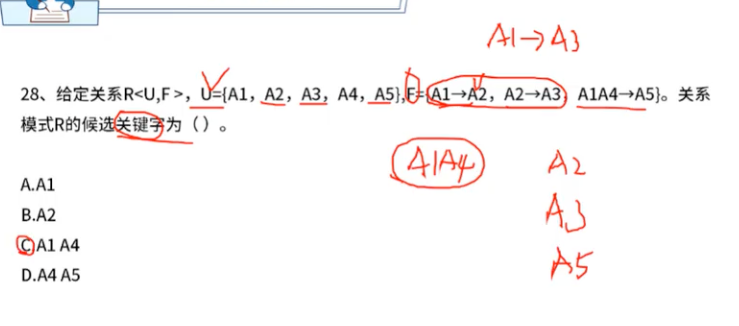 A1→A3
28、给定关系R<U,F >，U={A1，A2，A3，A4，A5},F={A1→A2，A2→A3，A1A4→A5}。关系
模式R的候选关键字为（ ）。
A1A4
A2
A.A1
B.A2
A3
C.A1 A4
A5
D.A4 A5